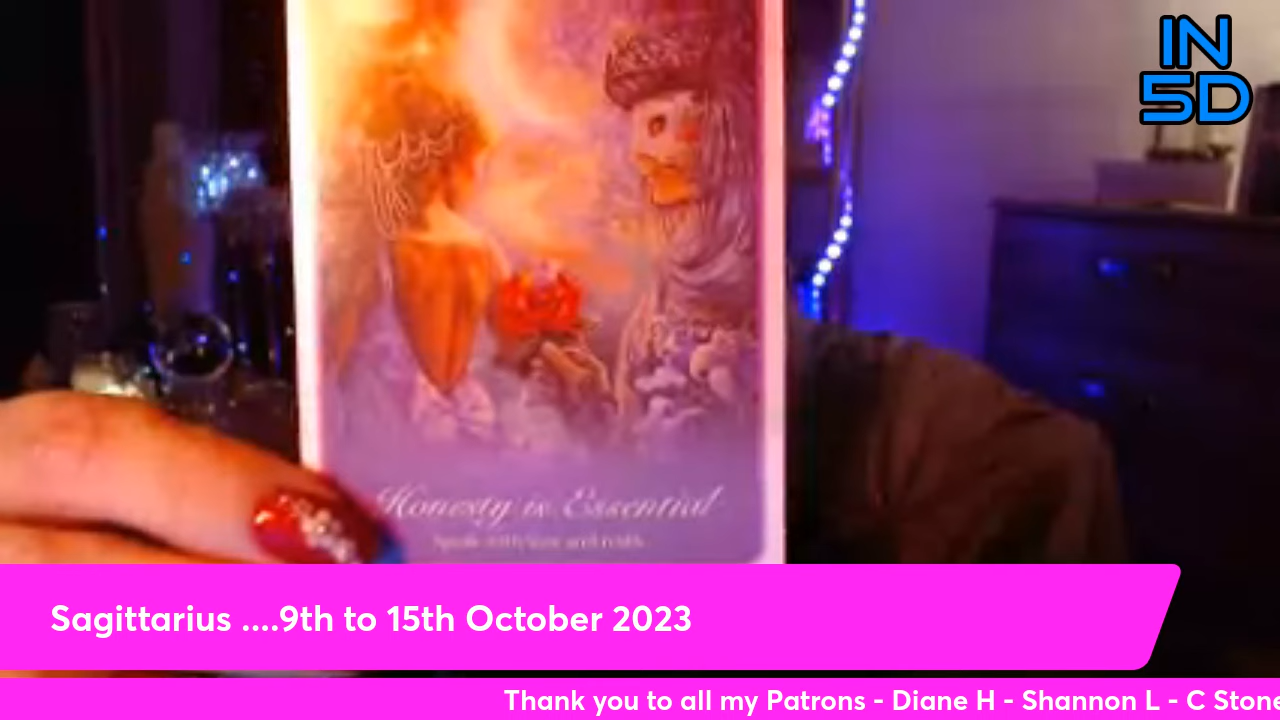 IN
5D
Honesty is Essential
Sagittarius ....9th to 15th October 2023
Thank you to all my Patrons - Diane H - Shannon L - C Stone